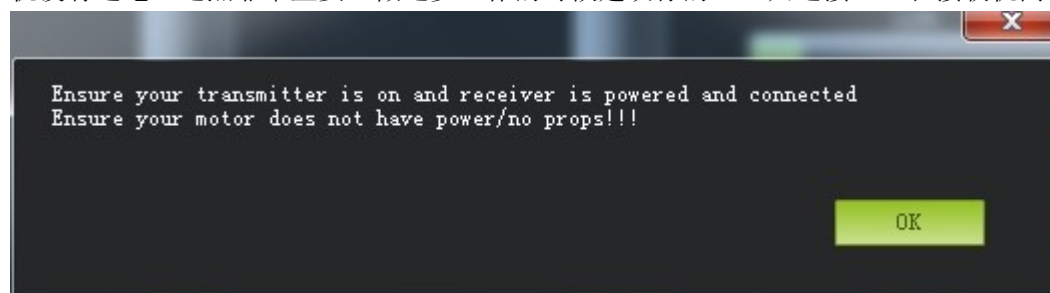 Ensure your transmitter is on and receiver is powered and connected
Ensure your motor does not have power/no props!!!
OK